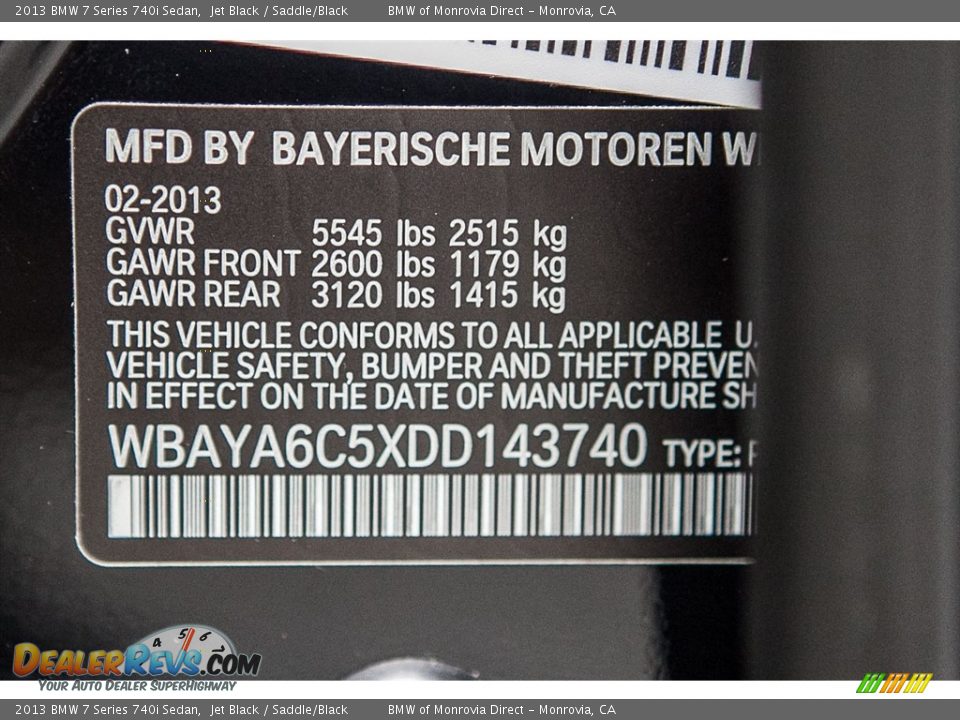 2013 BMW 7 Series 740i Sedan, Jet Black / Saddle/Black BMW of Monrovia Direct - Monrovia, CA
MFD BY BAYERISCHE MOTOREN
02-2013
GVWR 5545 lbs 2515 kg
GAWR FRONT 2600 lbs 1179 kg
GAWR REAR 3120 lbs 1415 kg
THIS VEHICLE CONFORMS TO ALL APPLICABLE U.
VEHICLE SAFETY, BUMPER AND THEFT PREVEN
IN EFFECT ON THE DATE OF MANUFACTURE SH
WBAYA6C5XDD143740 TYPE:
4 5 6 7
DEALERREVS.COM
YOUR AUTO DEALER SUPERHIGHWAY
2013 BMW 7 Series 740i Sedan, Jet Black / Saddle/Black BMW of Monrovia Direct - Monrovia, CA